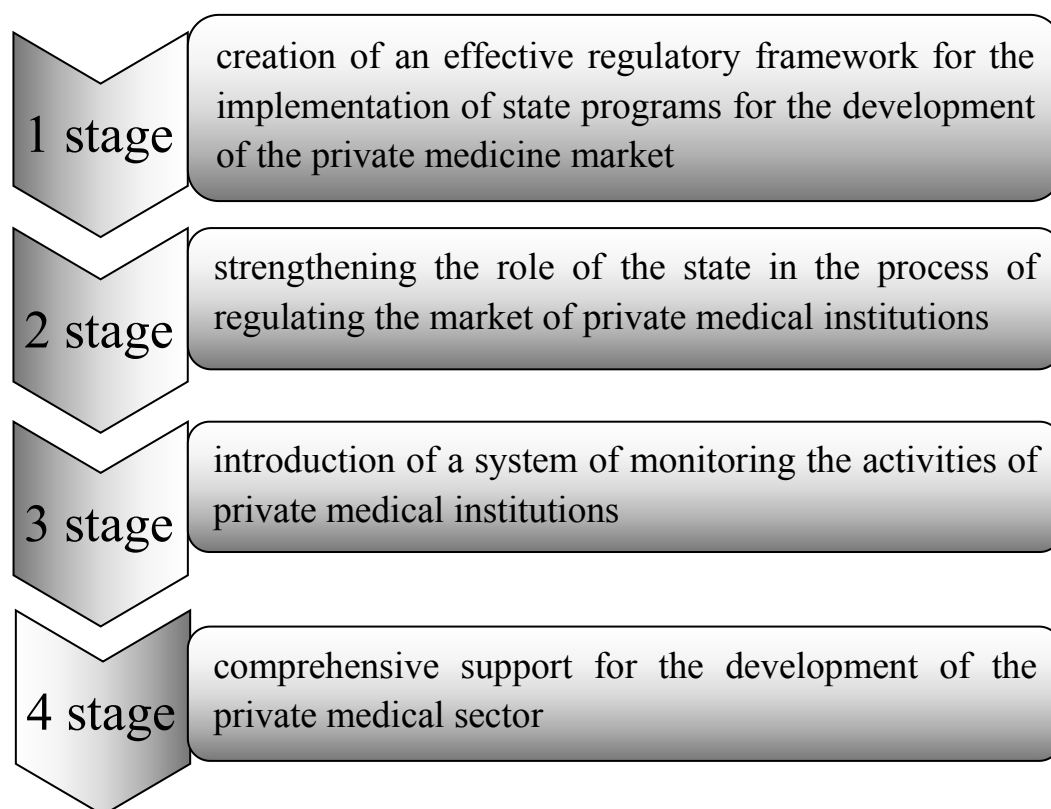 1 stage
creation of an effective regulatory framework for the
implementation of state programs for the development
of the private medicine market
2 stage
strengthening the role of the state in the process of
regulating the market of private medical institutions
3 stage
introduction of a system of monitoring the activities of
private medical institutions
4 stage
comprehensive support for the development of the
private medical sector